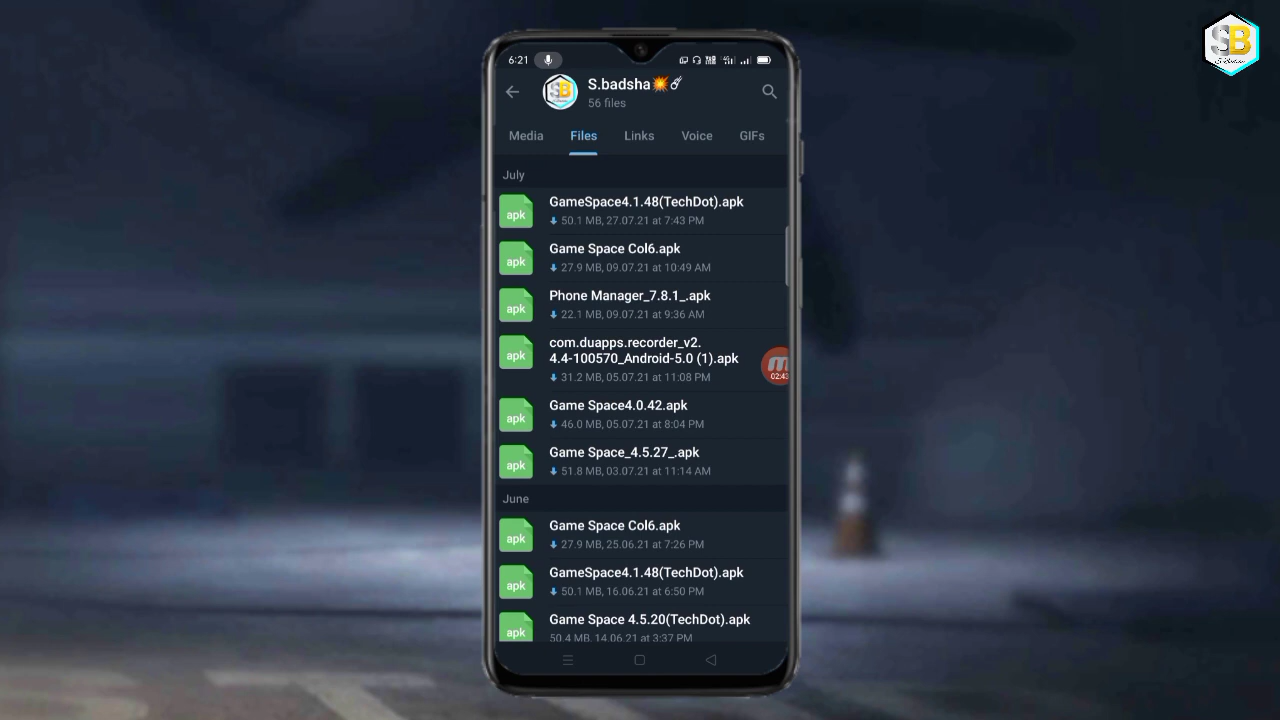 SB
6:21
S.badsha💥☄
56 files
Media Files Links Voice GIFs
July
apk
GameSpace4.1.48(TechDot).apk
50.1 MB, 27.07.21 at 7:43 PM
apk
Game Space Col6.apk
27.9 MB, 09.07.21 at 10:49 AM
apk
Phone Manager_7.8.1_.apk
22.1 MB, 09.07.21 at 9:36 AM
apk
com.duapps.recorder_v2.
4.4-100570_Android-5.0 (1).apk
31.2 MB, 05.07.21 at 11:08 PM
02:43
apk
Game Space4.0.42.apk
46.0 MB, 05.07.21 at 8:04 PM
apk
Game Space_4.5.27_.apk
51.8 MB, 03.07.21 at 11:14 AM
June
apk
Game Space Col6.apk
27.9 MB, 25.06.21 at 7:26 PM
apk
GameSpace4.1.48(TechDot).apk
50.1 MB, 16.06.21 at 6:50 PM
apk
Game Space 4.5.20(TechDot).apk
50.4 MB, 14.06.21 at 3:37 PM